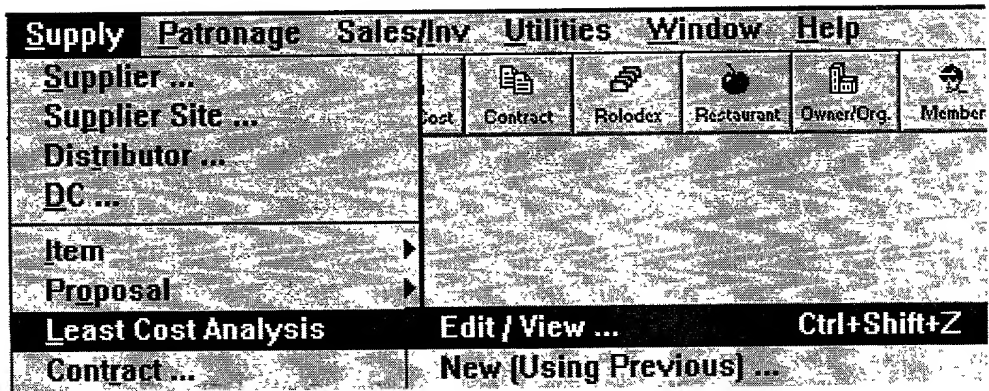 Supply Patronage Sales/Inv Utilities Window Help
Supplier ...
Supplier Site ...
Distributor ...
DC ...
Item
Proposal
Least Cost Analysis
Contract ...
Cost Contract Rolodex Restaurant Owner/Org. Member
Edit / View ... Ctrl+Shift+Z
New (Using Previous) ...